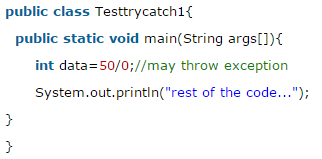 public class Testtrycatch1{
public static void main(String args[]){
int data=50/0;//may throw exception
System.out.println("rest of the code...");
}
}